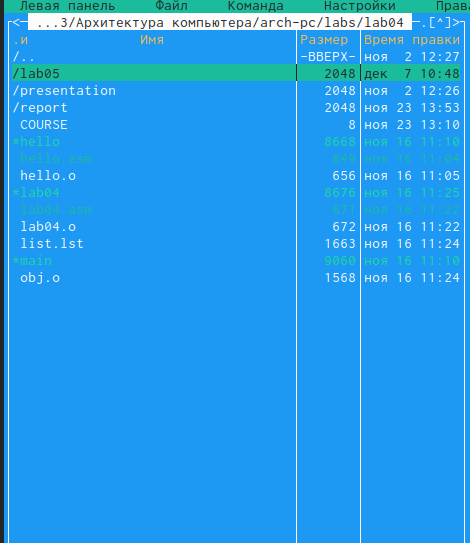 Левая панель Файл Команда Настройки Прав
<— ...3/Архитектура компьютера/arch-pc/labs/lab04 —.[^]>
.и Имя Размер Время правки
/.. -ВВЕРХ- ноя 2 12:27
/lab05 2048 дек 7 10:48
/presentation 2048 ноя 2 12:26
/report 2048 ноя 23 13:53
COURSE 8 ноя 23 13:10
*hello 8668 ноя 16 11:10
hello.asm 849 ноя 16 11:04
hello.o 656 ноя 16 11:05
*lab04 8676 ноя 16 11:25
lab04.asm ноя 16 11:22
lab04.o 672 ноя 16 11:22
list.lst 1663 ноя 16 11:24
*main 9060 ноя 16 11:10
obj.o 1568 ноя 16 11:24